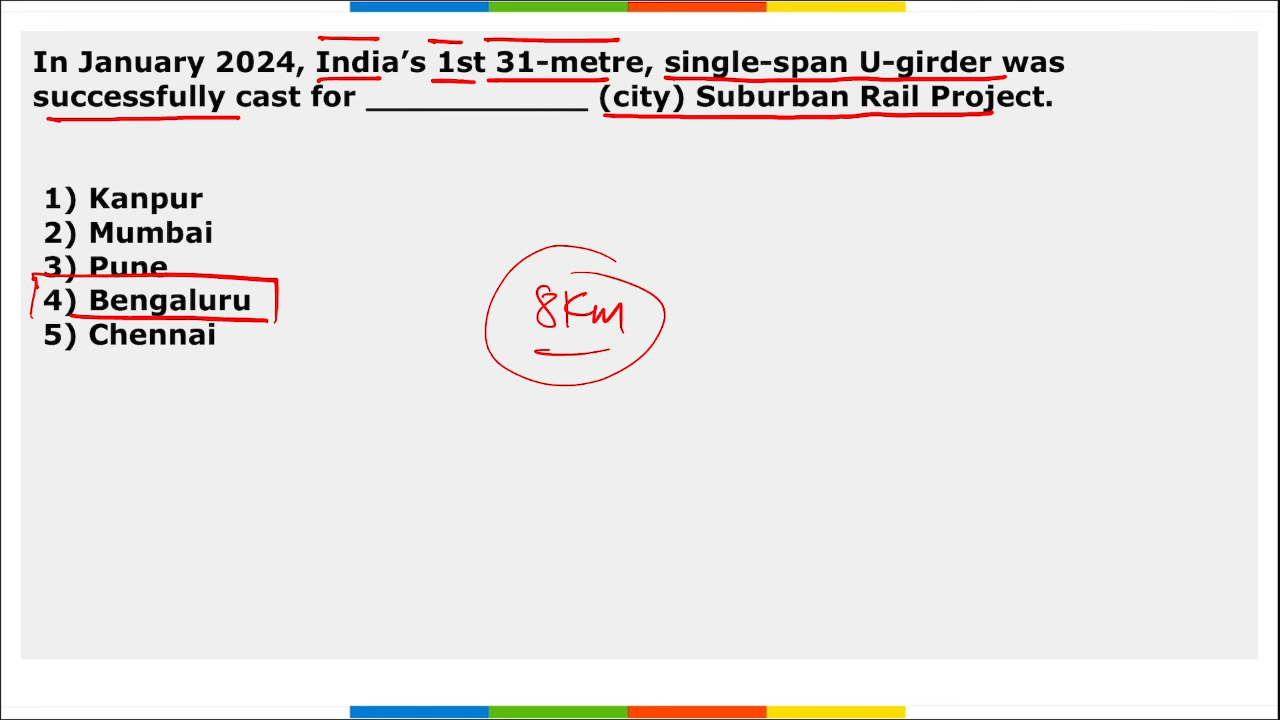 In January 2024, India’s 1st 31-metre, single-span U-girder was
successfully cast for _____________ (city) Suburban Rail Project.
1) Kanpur
2) Mumbai
3) Pune
4) Bengaluru
5) Chennai
8Km